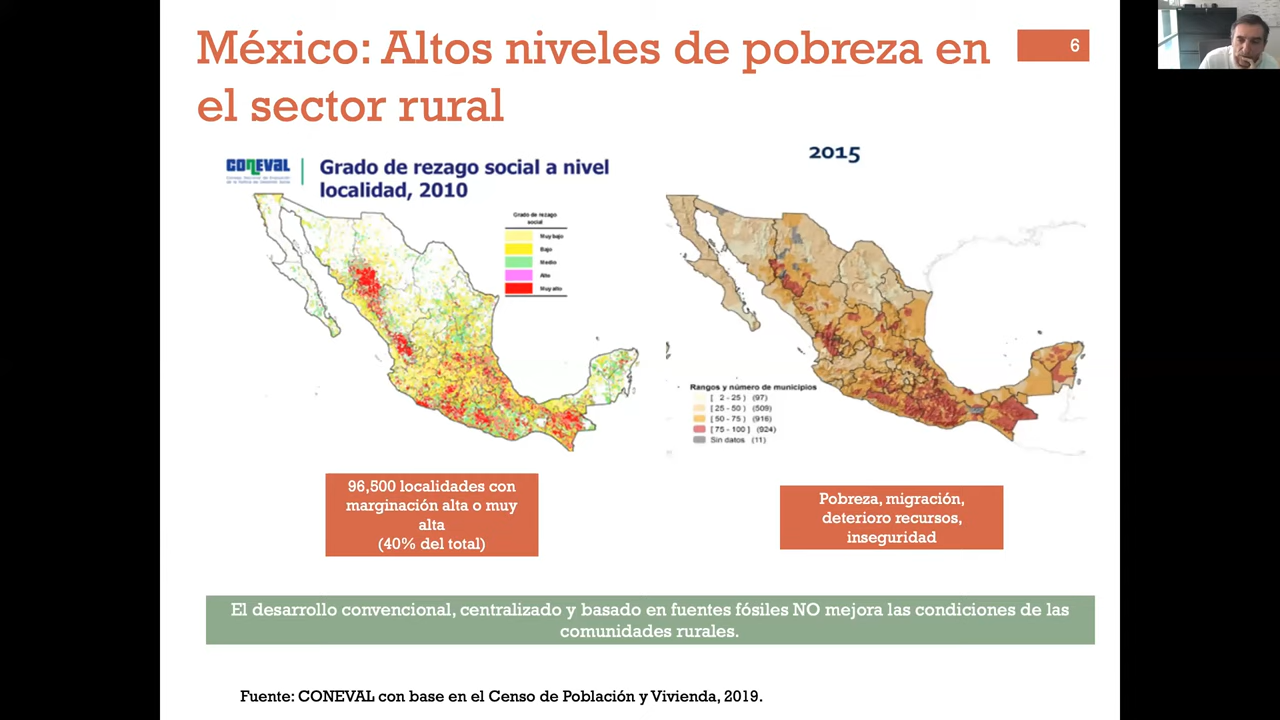 México: Altos niveles de pobreza en
el sector rural
6
CONEVAL
Grado de rezago social a nivel
localidad, 2010
Grado de rezago
social
Muy bajo
Bajo
Medio
Alto
Muy alto
2015
Rangos y número de municipios
[ 2 - 25 ) (97)
[ 25 - 50 ) (509)
[ 50 - 75 ) (916)
[ 75 - 100 ] (924)
Sin datos (11)
96,500 localidades con
marginación alta o muy
alta
(40% del total)
Pobreza, migración,
deterioro recursos,
inseguridad
El desarrollo convencional, centralizado y basado en fuentes fósiles NO mejora las condiciones de las
comunidades rurales.
Fuente: CONEVAL con base en el Censo de Población y Vivienda, 2019.